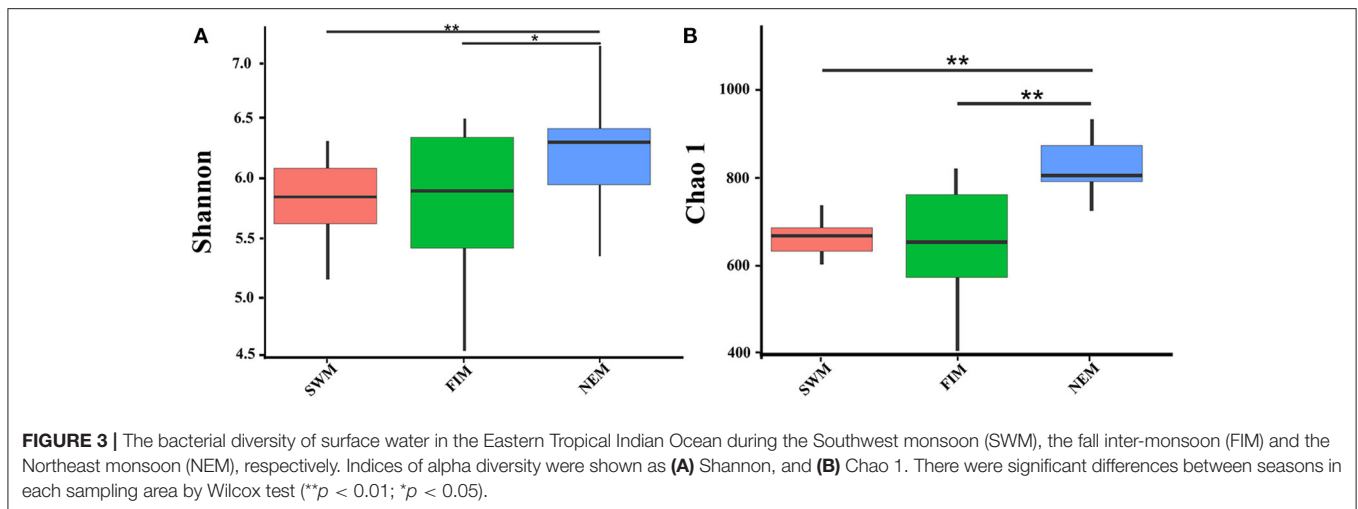 A
Shannon
7.0
6.5
6.0
5.5
5.0
4.5
**
*
SWM
FIM
NEM
B
Chao 1
1000
800
600
400
**
**
SWM
FIM
NEM
FIGURE 3 | The bacterial diversity of surface water in the Eastern Tropical Indian Ocean during the Southwest monsoon (SWM), the fall inter-monsoon (FIM) and the
Northeast monsoon (NEM), respectively. Indices of alpha diversity were shown as (A) Shannon, and (B) Chao 1. There were significant differences between seasons in
each sampling area by Wilcox test (**p < 0.01; *p < 0.05).